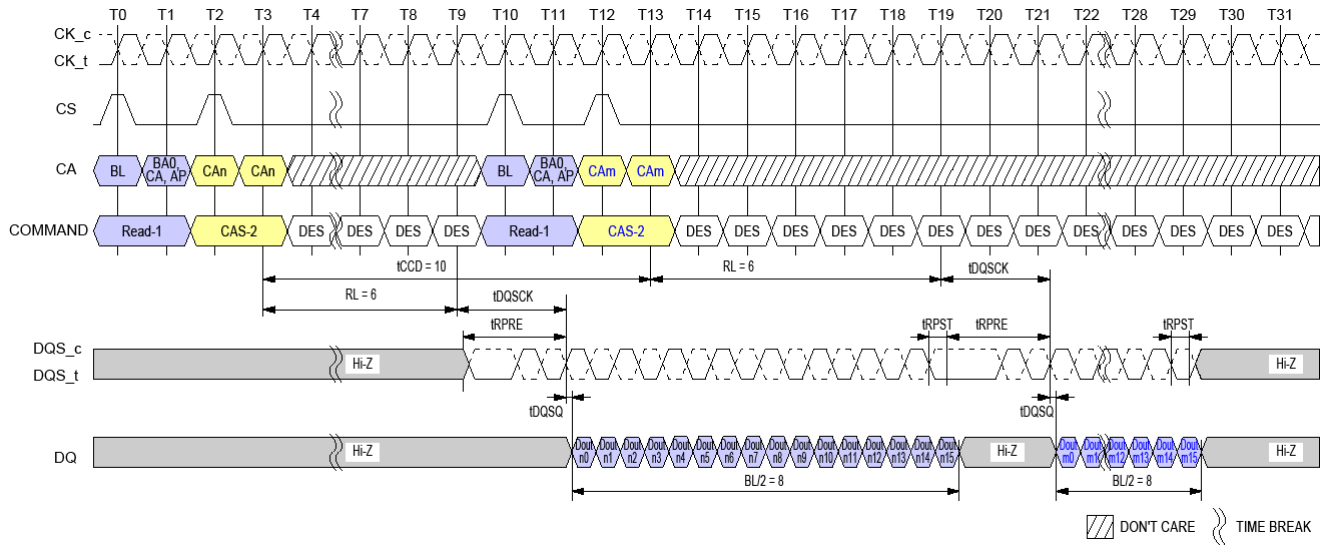 T0 T1 T2 T3 T4 T7 T8 T9 T10 T11 T12 T13 T14 T15 T16 T17 T18 T19 T20 T21 T22 T28 T29 T31
CK_c
CK_t
CS
CA BL BA0, CA, AP CAn CAn BL BA0, CA, AP CAm CAm
COMMAND Read-1 CAS-2 DES DES DES DES Read-1 CAS-2 DES DES DES DES DES DES DES DES DES DES DES DES DES
tCCD = 10 RL = 6 tDQSCK
RL = 6 tDQSCK
tRPRE tRPST tRPRE tRPST
DQS_c
DQS_t
Hi-Z Hi-Z
tDQSQ tDQSQ
DQ Hi-Z Dout n0 Dout n1 Dout n2 Dout n3 Dout n4 Dout n5 Dout n6 Dout n7 Dout n8 Dout n9 Dout n10 Dout n11 Dout n12 Dout n13 Dout n14 Dout n15 Hi-Z Dout m0 Dout m1 Dout m12 Dout m13 Dout m14 Dout m15 Hi-Z
BL/2 = 8 BL/2 = 8
DON'T CARE TIME BREAK